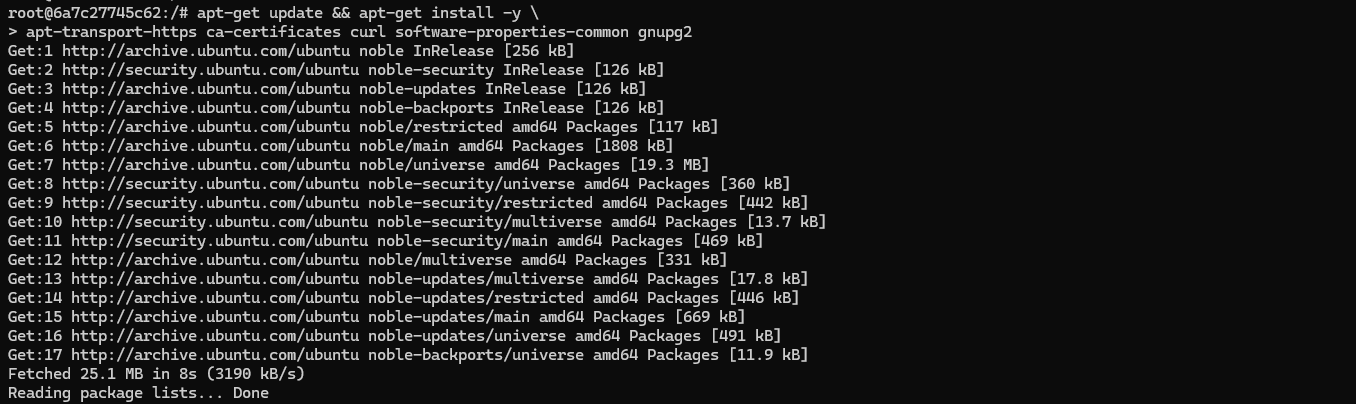 root@6a7c27745c62:/# apt-get update && apt-get install -y \
> apt-transport-https ca-certificates curl software-properties-common gnupg2
Get:1 http://archive.ubuntu.com/ubuntu noble InRelease [256 kB]
Get:2 http://security.ubuntu.com/ubuntu noble-security InRelease [126 kB]
Get:3 http://archive.ubuntu.com/ubuntu noble-updates InRelease [126 kB]
Get:4 http://archive.ubuntu.com/ubuntu noble-backports InRelease [126 kB]
Get:5 http://archive.ubuntu.com/ubuntu noble/restricted amd64 Packages [117 kB]
Get:6 http://archive.ubuntu.com/ubuntu noble/main amd64 Packages [1808 kB]
Get:7 http://archive.ubuntu.com/ubuntu noble/universe amd64 Packages [19.3 MB]
Get:8 http://security.ubuntu.com/ubuntu noble-security/universe amd64 Packages [360 kB]
Get:9 http://security.ubuntu.com/ubuntu noble-security/restricted amd64 Packages [442 kB]
Get:10 http://security.ubuntu.com/ubuntu noble-security/multiverse amd64 Packages [13.7 kB]
Get:11 http://security.ubuntu.com/ubuntu noble-security/main amd64 Packages [469 kB]
Get:12 http://archive.ubuntu.com/ubuntu noble/multiverse amd64 Packages [331 kB]
Get:13 http://archive.ubuntu.com/ubuntu noble-updates/multiverse amd64 Packages [17.8 kB]
Get:14 http://archive.ubuntu.com/ubuntu noble-updates/restricted amd64 Packages [446 kB]
Get:15 http://archive.ubuntu.com/ubuntu noble-updates/main amd64 Packages [669 kB]
Get:16 http://archive.ubuntu.com/ubuntu noble-updates/universe amd64 Packages [491 kB]
Get:17 http://archive.ubuntu.com/ubuntu noble-backports/universe amd64 Packages [11.9 kB]
Fetched 25.1 MB in 8s (3190 kB/s)
Reading package lists... Done